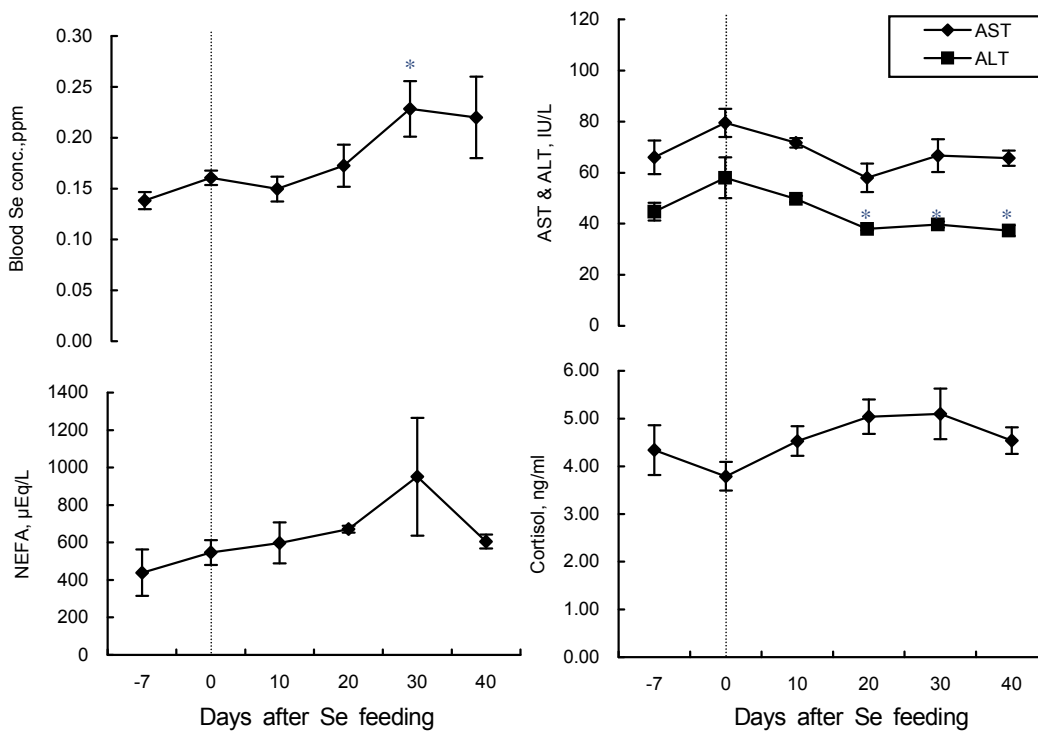 0.30
0.25
0.20
0.15
0.10
0.05
0.00
Blood Se conc.,ppm
*
120
100
80
60
40
20
0
AST & ALT, IU/L
AST
ALT
* * *
1400
1200
1000
800
600
400
200
0
NEFA, µEq/L
-7 0 10 20 30 40
Days after Se feeding
6.00
5.00
4.00
3.00
2.00
1.00
0.00
Cortisol, ng/ml
-7 0 10 20 30 40
Days after Se feeding